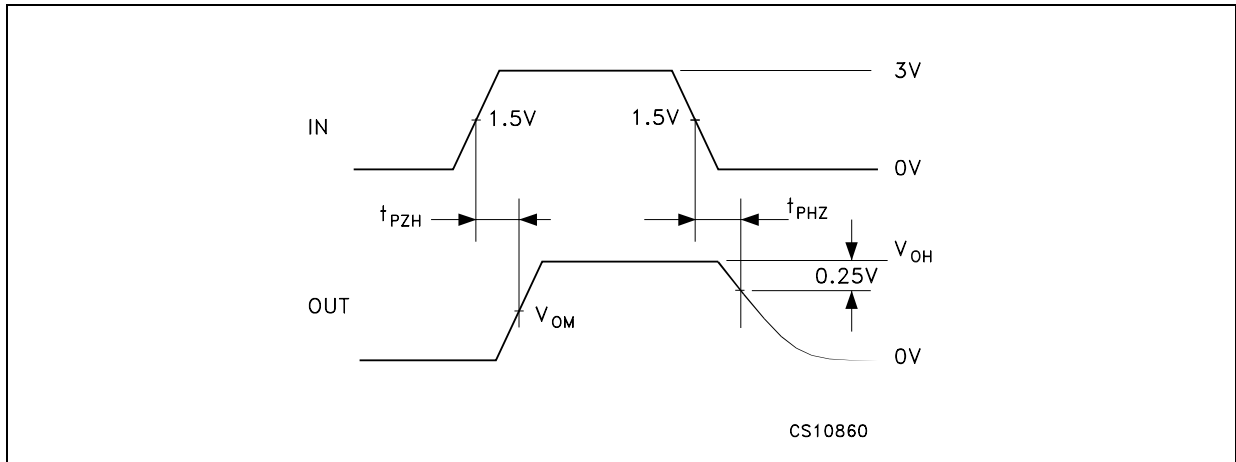 3V
1.5V
1.5V
IN
0V
tPZH
tPHZ
VOH
0.25V
OUT
VOM
0V
CS10860